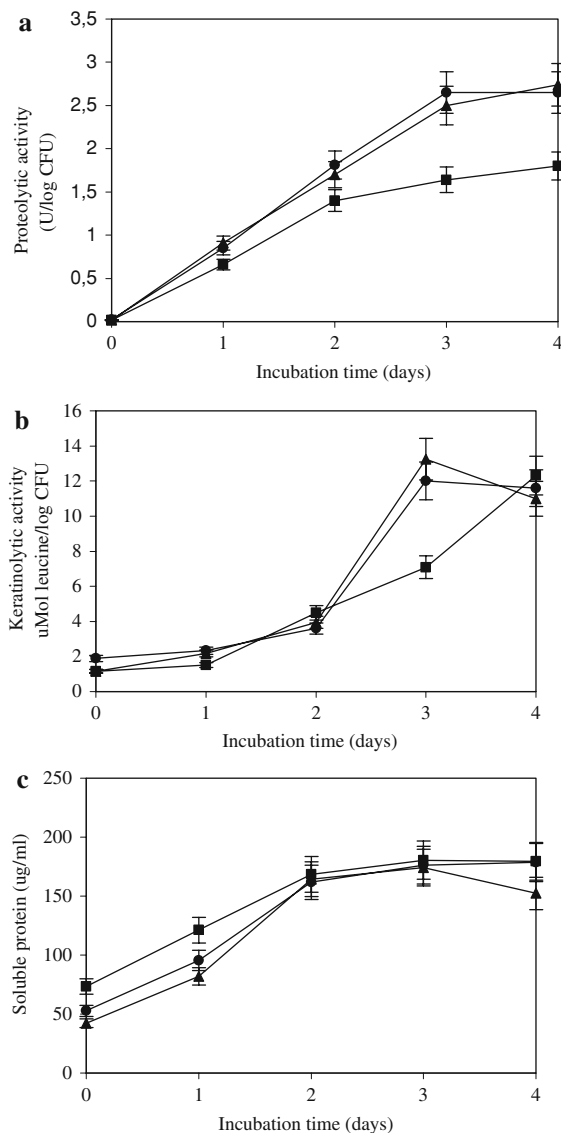 a
3,5
3
2,5
2
1,5
1
0,5
0
Proteolytic activity
(U/log CFU)
0 1 2 3 4
Incubation time (days)
b
16
14
12
10
8
6
4
2
0
Keratinolytic activity
uMol leucine/log CFU
0 1 2 3 4
Incubation time (days)
c
250
200
150
100
50
0
Soluble protein (ug/ml)
0 1 2 3 4
Incubation time (days)